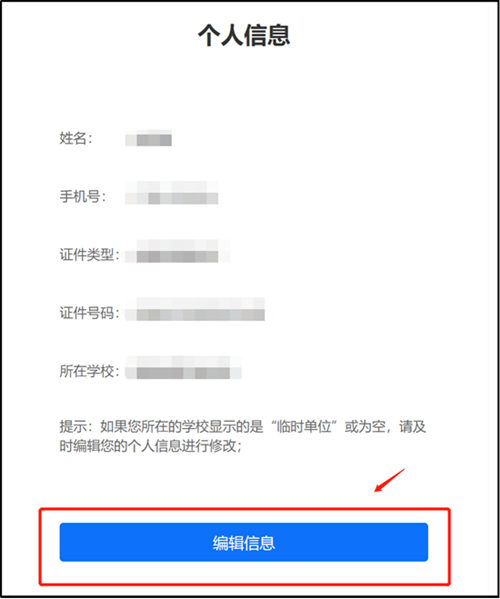 个人信息
姓名：
手机号：
证件类型：
证件号码：
所在学校：
提示：如果您所在的学校显示的是“临时单位”或为空，请及
时编辑您的个人信息进行修改；
编辑信息